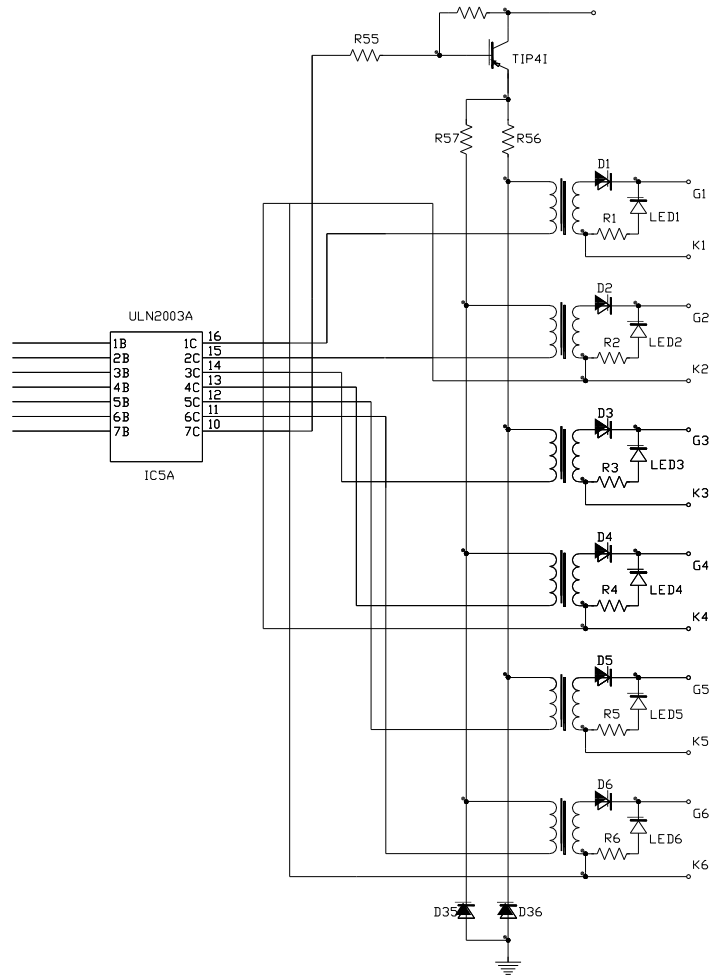 R55
TIP4I
R57
R56
D1
G1
R1
LED1
K1
D2
G2
R2
LED2
K2
ULN2003A
1B
1C
16
2B
2C
15
3B
3C
14
4B
4C
13
5B
5C
12
6B
6C
11
7B
7C
10
IC5A
D3
G3
R3
LED3
K3
D4
G4
R4
LED4
K4
D5
G5
R5
LED5
K5
D6
G6
R6
LED6
K6
D35
D36